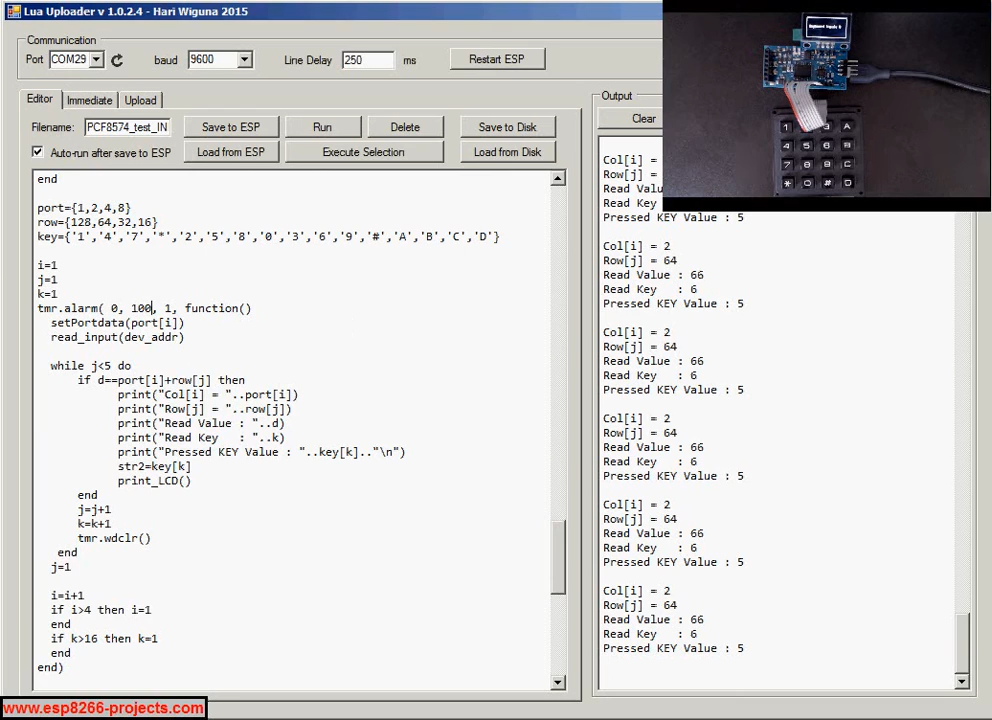 Lua Uploader v 1.0.2.4 - Hari Wiguna 2015
Communication
Port COM29 baud 9600 Line Delay 250 ms Restart ESP
Editor Immediate Upload
Filename: PCF8574_test_IN Save to ESP Run Delete Save to Disk
Auto-run after save to ESP Load from ESP Execute Selection Load from Disk
end
port={1,2,4,8}
row={128,64,32,16}
key={'1','4','7','*','2','5','8','0','3','6','9','#','A','B','C','D'}
i=1
j=1
k=1
tmr.alarm( 0, 100, 1, function()
setPortdata(port[i])
read_input(dev_addr)
while j<5 do
if d==port[i]+row[j] then
print("Col[i] = "..port[i])
print("Row[j] = "..row[j])
print("Read Value : "..d)
print("Read Key   : "..k)
print("Pressed KEY Value : "..key[k].."\n")
str2=key[k]
print_LCD()
end
j=j+1
k=k+1
tmr.wdclr()
end
j=1
i=i+1
if i>4 then i=1
end
if k>16 then k=1
end
end)
Output
Clear
Col[i] =
Row[j] =
Read Valu
Read Key
Pressed KEY Value : 5
Col[i] = 2
Row[j] = 64
Read Value : 66
Read Key   : 6
Pressed KEY Value : 5
Col[i] = 2
Row[j] = 64
Read Value : 66
Read Key   : 6
Pressed KEY Value : 5
Col[i] = 2
Row[j] = 64
Read Value : 66
Read Key   : 6
Pressed KEY Value : 5
Col[i] = 2
Row[j] = 64
Read Value : 66
Read Key   : 6
Pressed KEY Value : 5
Col[i] = 2
Row[j] = 64
Read Value : 66
Read Key   : 6
Pressed KEY Value : 5
1 3 A
4 5 6 B
7 8 9 C
* 0 # D
www.esp8266-projects.com